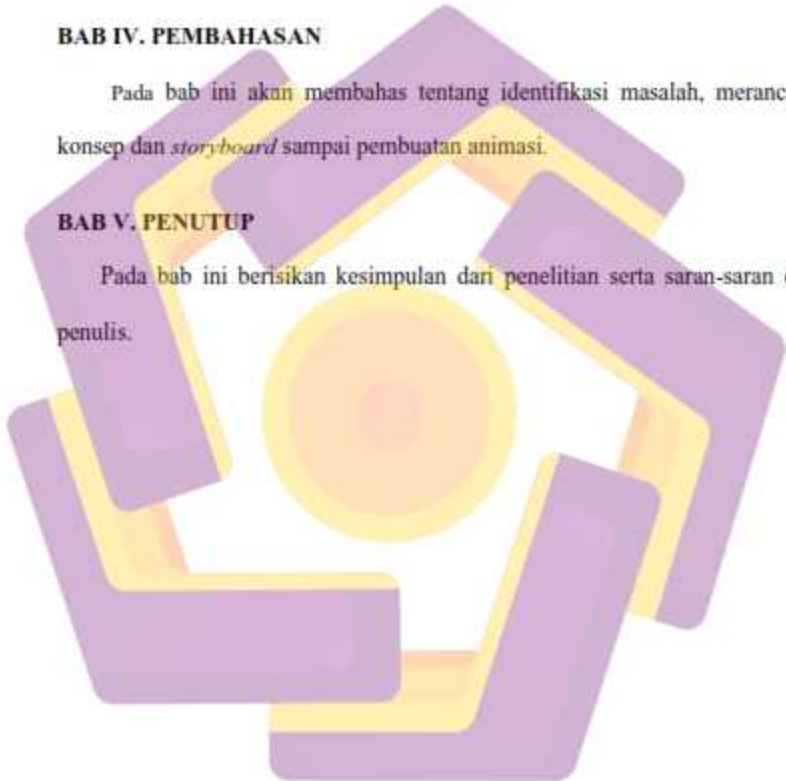 BAB IV. PEMBAHASAN
Pada bab ini akan membahas tentang identifikasi masalah, meranc
konsep dan storyboard sampai pembuatan animasi.
BAB V. PENUTUP
Pada bab ini berisikan kesimpulan dari penelitian serta saran-saran
penulis.